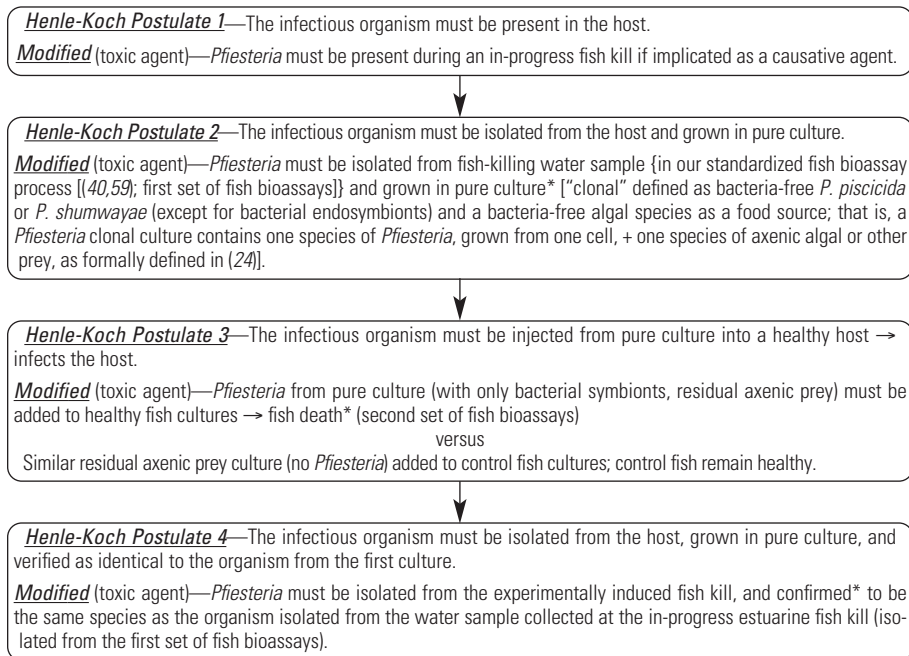 Henle-Koch Postulate 1—The infectious organism must be present in the host.
Modified (toxic agent)—Pfiesteria must be present during an in-progress fish kill if implicated as a causative agent.
Henle-Koch Postulate 2—The infectious organism must be isolated from the host and grown in pure culture.
Modified (toxic agent)—Pfiesteria must be isolated from fish-killing water sample {in our standardized fish bioassay
process [(40,59); first set of fish bioassays]} and grown in pure culture* ["clonal" defined as bacteria-free P. piscicida
or P. shumwayae (except for bacterial endosymbionts) and a bacteria-free algal species as a food source; that is, a
Pfiesteria clonal culture contains one species of Pfiesteria, grown from one cell, + one species of axenic algal or other
prey, as formally defined in (24)].
Henle-Koch Postulate 3—The infectious organism must be injected from pure culture into a healthy host →
infects the host.
Modified (toxic agent)—Pfiesteria from pure culture (with only bacterial symbionts, residual axenic prey) must be
added to healthy fish cultures → fish death* (second set of fish bioassays)
versus
Similar residual axenic prey culture (no Pfiesteria) added to control fish cultures; control fish remain healthy.
Henle-Koch Postulate 4—The infectious organism must be isolated from the host, grown in pure culture, and
verified as identical to the organism from the first culture.
Modified (toxic agent)—Pfiesteria must be isolated from the experimentally induced fish kill, and confirmed* to be
the same species as the organism isolated from the water sample collected at the in-progress estuarine fish kill (iso-
lated from the first set of fish bioassays).